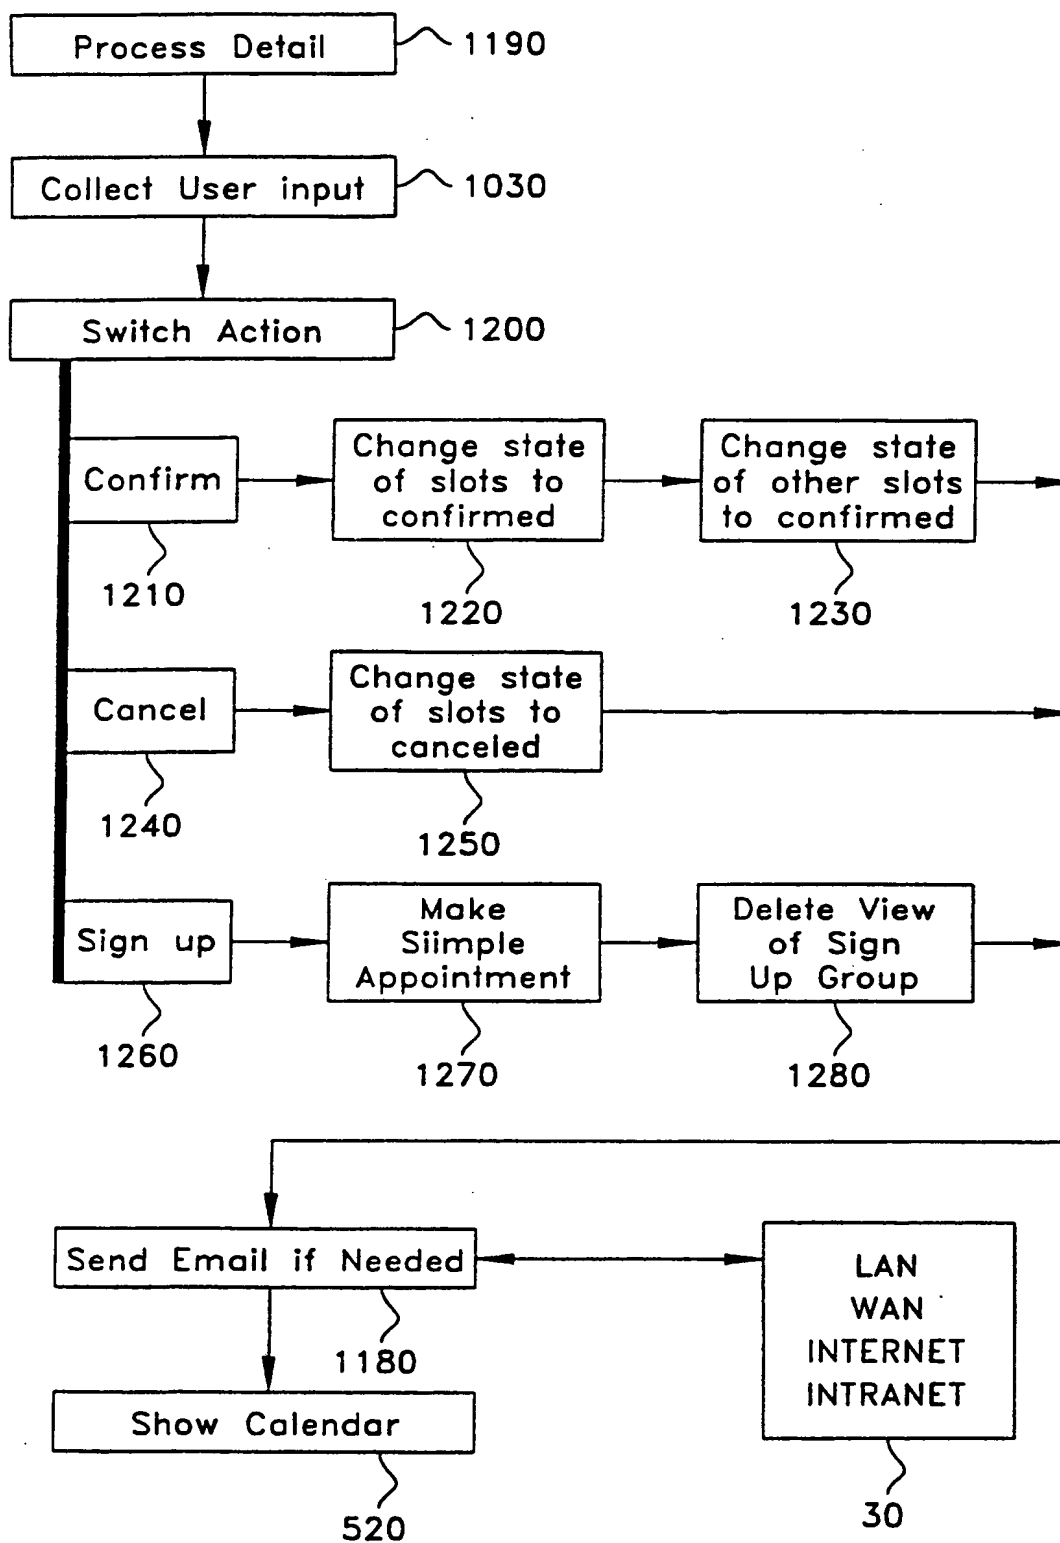 Process Detail
1190
Collect User input
1030
Switch Action
1200
Confirm
1210
Change state
of slots to
confirmed
1220
Change state
of other slots
to confirmed
1230
Cancel
1240
Change state
of slots to
canceled
1250
Sign up
1260
Make
Siimple
Appointment
1270
Delete View
of Sign
Up Group
1280
Send Email if Needed
1180
LAN
WAN
INTERNET
INTRANET
30
Show Calendar
520